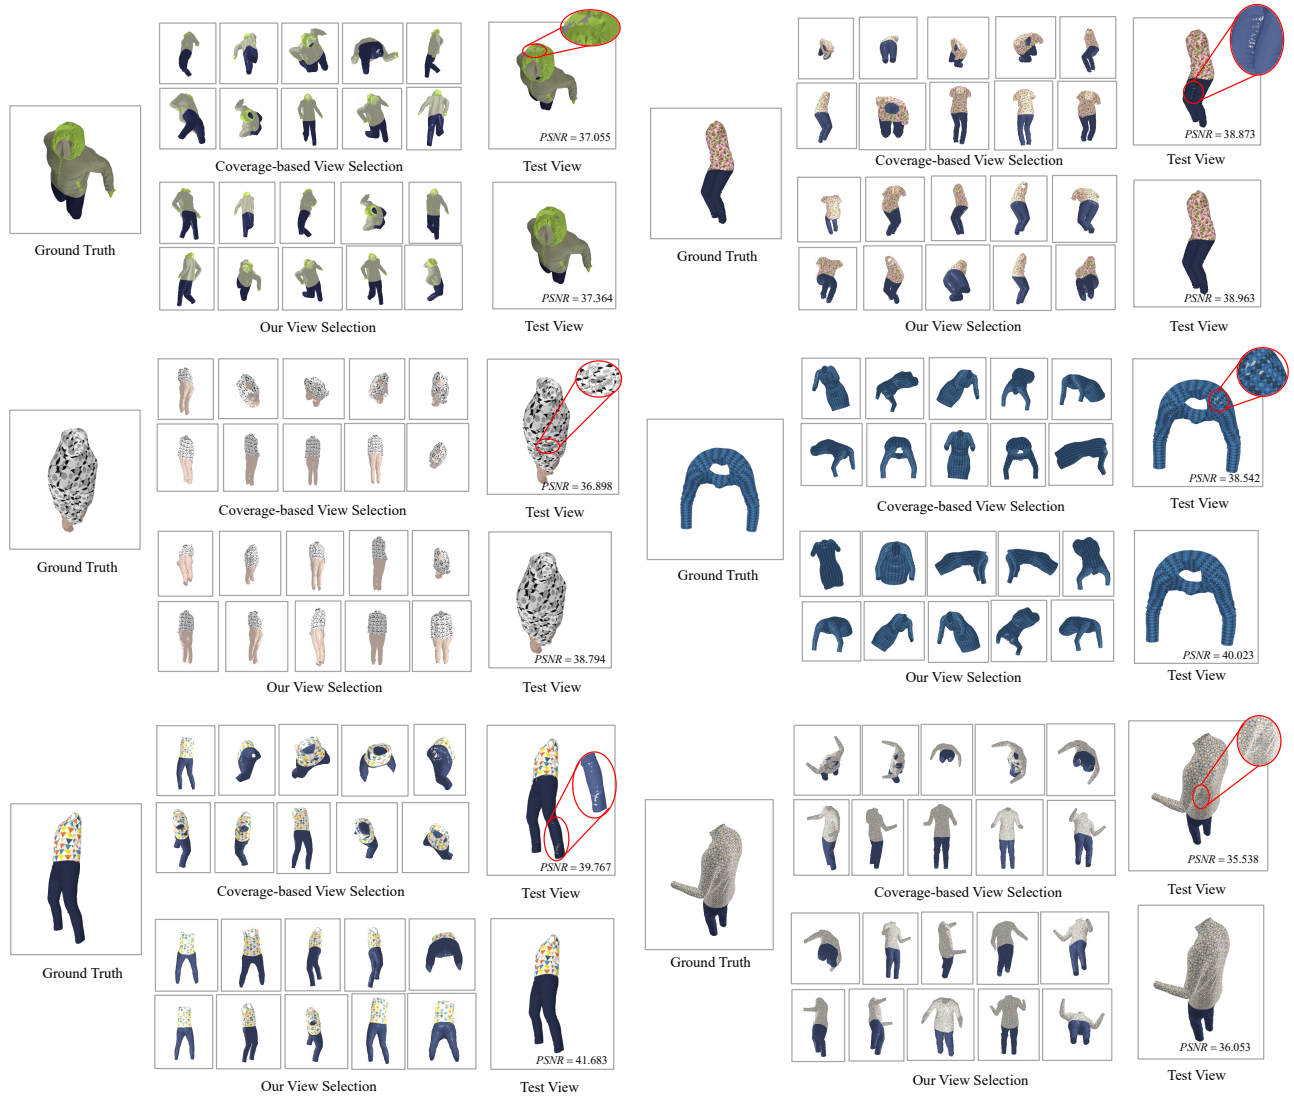 PSNR = 37.055
Coverage-based View Selection
Test View
Ground Truth
PSNR = 37.364
Our View Selection
Test View
PSNR = 38.873
Coverage-based View Selection
Test View
Ground Truth
PSNR = 38.963
Our View Selection
Test View
PSNR = 36.898
Coverage-based View Selection
Test View
Ground Truth
PSNR = 38.794
Our View Selection
Test View
PSNR = 38.542
Coverage-based View Selection
Test View
Ground Truth
PSNR = 40.023
Our View Selection
Test View
PSNR = 39.767
Coverage-based View Selection
Test View
Ground Truth
PSNR = 41.683
Our View Selection
Test View
PSNR = 35.538
Coverage-based View Selection
Test View
Ground Truth
PSNR = 36.053
Our View Selection
Test View